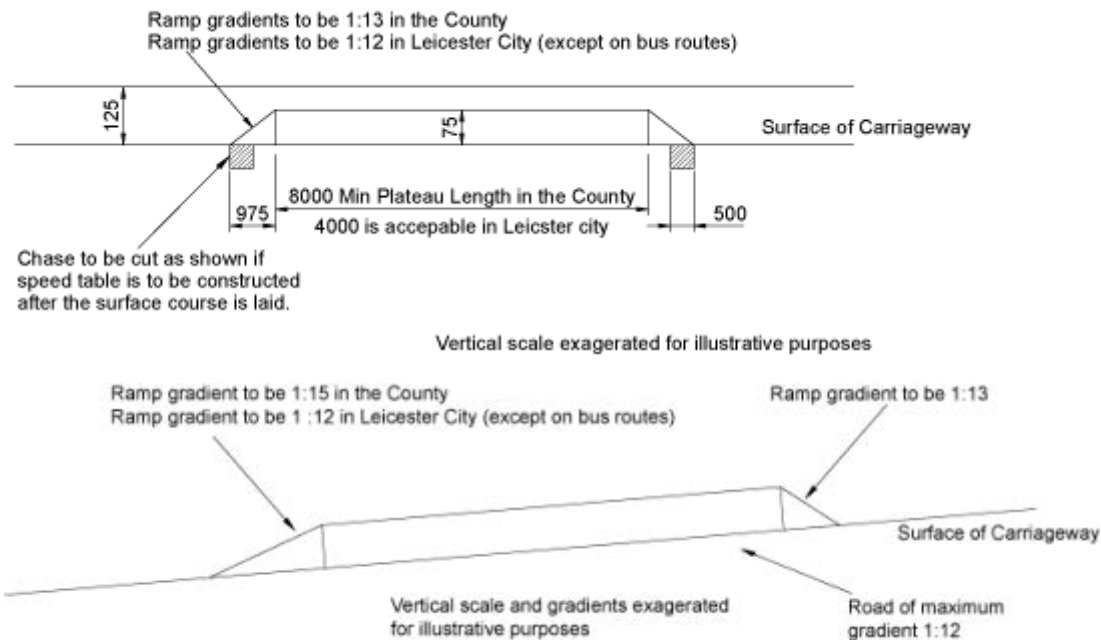 Ramp gradients to be 1:13 in the County
Ramp gradients to be 1:12 in Leicester City (except on bus routes)
125
75
Surface of Carriageway
8000 Min Plateau Length in the County
975
4000 is accepable in Leicster city
500
Chase to be cut as shown if
speed table is to be constructed
after the surface course is laid.
Vertical scale exagerated for illustrative purposes
Ramp gradient to be 1:15 in the County
Ramp gradient to be 1 :12 in Leicester City (except on bus routes)
Ramp gradient to be 1:13
Surface of Carriageway
Vertical scale and gradients exagerated
for illustrative purposes
Road of maximum
gradient 1:12